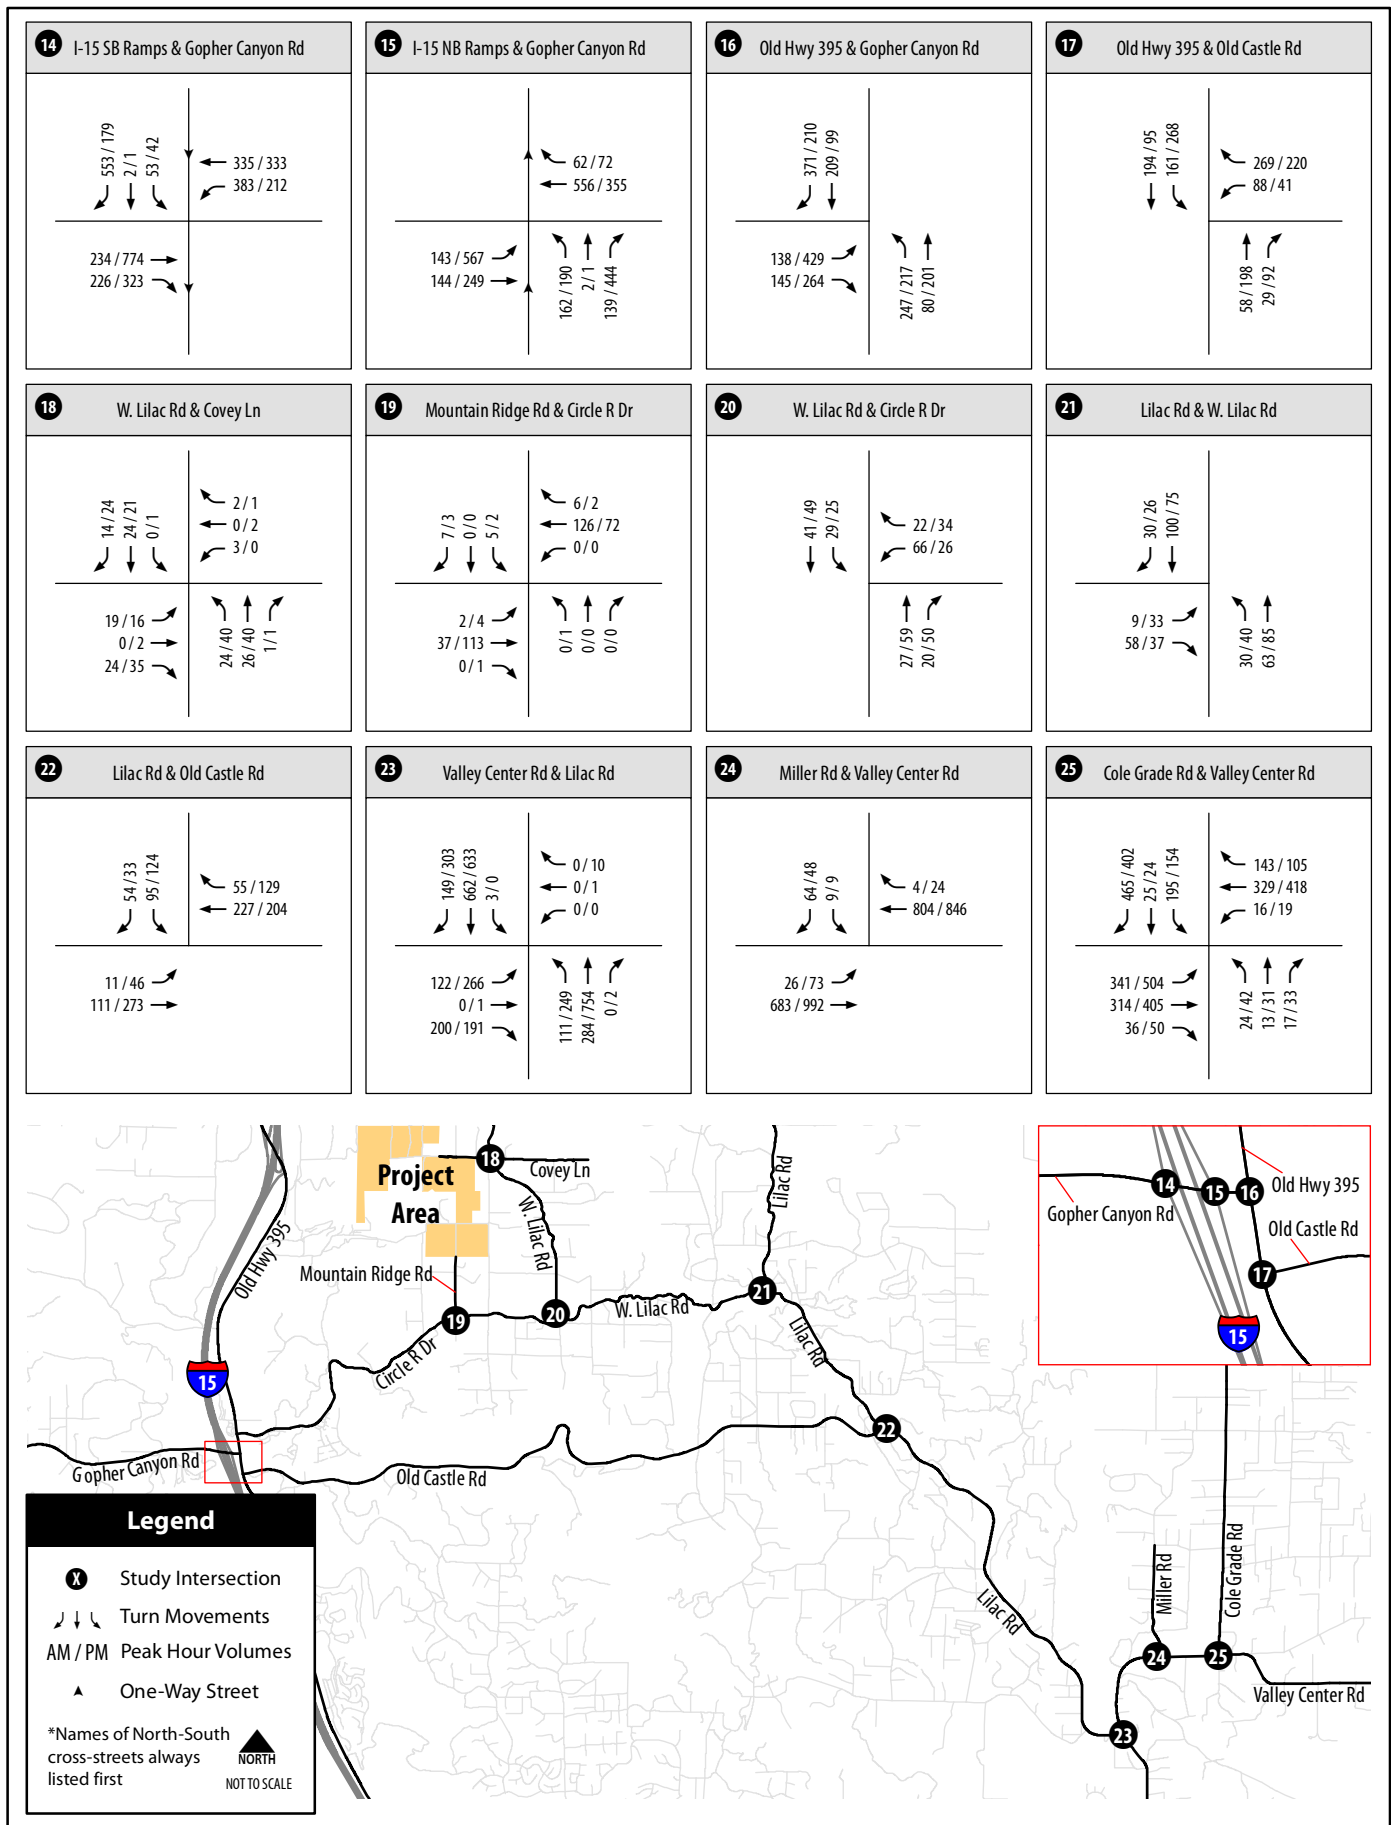 14 I-15 SB Ramps & Gopher Canyon Rd
553 / 179
2 / 1
53 / 42
335 / 333
383 / 212
234 / 774
226 / 323
15 I-15 NB Ramps & Gopher Canyon Rd
62 / 72
556 / 355
143 / 567
144 / 249
162 / 190
2 / 1
139 / 444
16 Old Hwy 395 & Gopher Canyon Rd
371 / 210
209 / 99
138 / 429
145 / 264
247 / 217
80 / 201
17 Old Hwy 395 & Old Castle Rd
194 / 95
161 / 268
269 / 220
88 / 41
58 / 198
29 / 92
18 W. Lilac Rd & Covey Ln
14 / 24
24 / 21
0 / 1
2 / 1
0 / 2
3 / 0
19 / 16
0 / 2
24 / 35
24 / 40
26 / 40
1 / 1
19 Mountain Ridge Rd & Circle R Dr
7 / 3
0 / 0
5 / 2
6 / 2
126 / 72
0 / 0
2 / 4
37 / 113
0 / 1
0 / 1
0 / 0
0 / 0
20 W. Lilac Rd & Circle R Dr
41 / 49
29 / 25
22 / 34
66 / 26
27 / 59
20 / 50
21 Lilac Rd & W. Lilac Rd
30 / 26
100 / 75
9 / 33
58 / 37
30 / 40
63 / 85
22 Lilac Rd & Old Castle Rd
54 / 33
95 / 124
55 / 129
227 / 204
11 / 46
111 / 273
23 Valley Center Rd & Lilac Rd
149 / 303
662 / 633
3 / 0
0 / 10
0 / 1
0 / 0
122 / 266
0 / 1
200 / 191
111 / 249
284 / 754
0 / 2
24 Miller Rd & Valley Center Rd
64 / 48
9 / 9
4 / 24
804 / 846
26 / 73
683 / 992
25 Cole Grade Rd & Valley Center Rd
465 / 402
25 / 24
195 / 154
143 / 105
329 / 418
16 / 19
341 / 504
314 / 405
36 / 50
24 / 42
13 / 31
17 / 33
Project
Area
18
Covey Ln
W. Lilac Rd
Lilac Rd
Old Hwy 395
Mountain Ridge Rd
19
20
W. Lilac Rd
21
Lilac Rd
Circle R Dr
15
22
Gopher Canyon Rd
Old Castle Rd
Lilac Rd
Miller Rd
Cole Grade Rd
24
25
Valley Center Rd
23
14
15
16
Old Hwy 395
Gopher Canyon Rd
Old Castle Rd
17
15
Legend
X Study Intersection
Turn Movements
AM / PM Peak Hour Volumes
One-Way Street
*Names of North-South
cross-streets always
listed first
NORTH
NOT TO SCALE